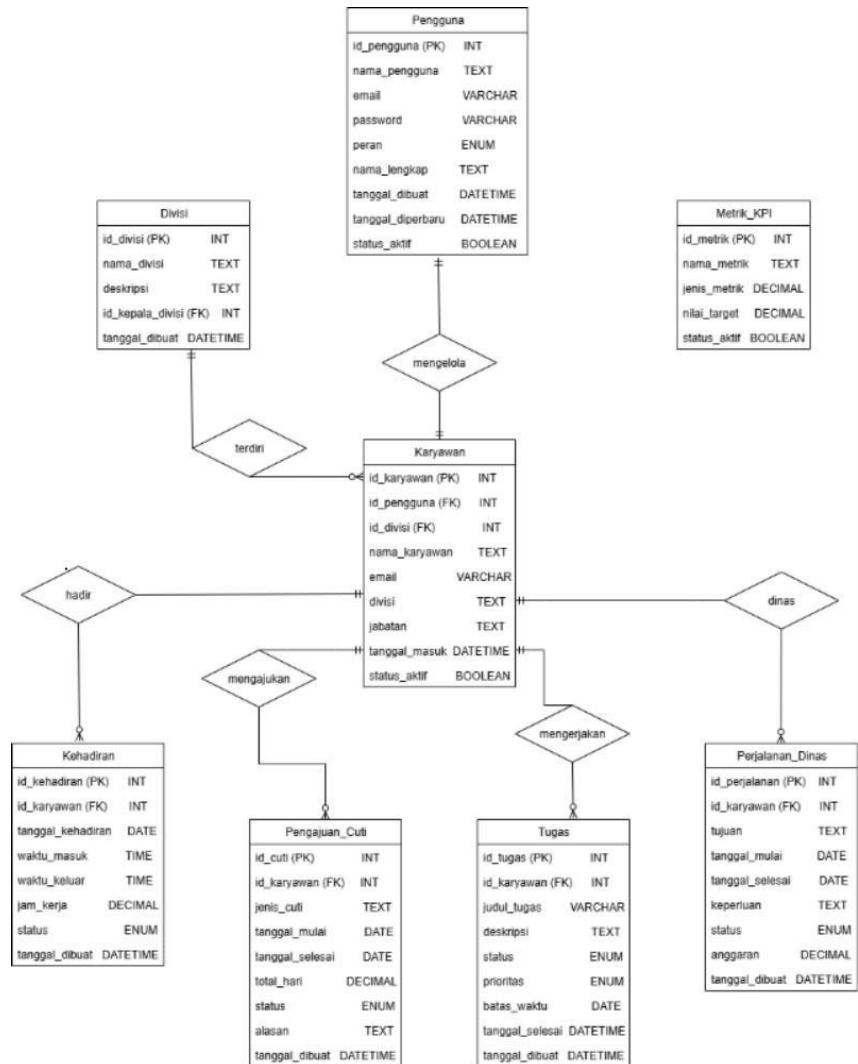 Pengguna
id_pengguna (PK) INT
nama_pengguna TEXT
email VARCHAR
password VARCHAR
peran ENUM
nama_lengkap TEXT
tanggal_dibuat DATETIME
tanggal_diperbaru DATETIME
status_aktif BOOLEAN
Divisi
id_divisi (PK) INT
nama_divisi TEXT
deskripsi TEXT
id_kepala_divisi (FK) INT
tanggal_dibuat DATETIME
Metrik_KPI
id_metrik (PK) INT
nama_metrik TEXT
jenis_metrik DECIMAL
nilai_target DECIMAL
status_aktif BOOLEAN
mengelola
terdiri
Karyawan
id_karyawan (PK) INT
id_pengguna (FK) INT
id_divisi (FK) INT
nama_karyawan TEXT
email VARCHAR
divisi TEXT
jabatan TEXT
tanggal_masuk DATETIME
status_aktif BOOLEAN
hadir
dinas
mengajukan
mengerjakan
Kehadiran
id_kehadiran (PK) INT
id_karyawan (FK) INT
tanggal_kehadiran DATE
waktu_masuk TIME
waktu_keluar TIME
jam_kerja DECIMAL
status ENUM
tanggal_dibuat DATETIME
Pengajuan_Cuti
id_cuti (PK) INT
id_karyawan (FK) INT
jenis_cuti TEXT
tanggal_mulai DATE
tanggal_selesai DATE
total_hari DECIMAL
status ENUM
alasan TEXT
tanggal_dibuat DATETIME
Tugas
id_tugas (PK) INT
id_karyawan (FK) INT
judul_tugas VARCHAR
deskripsi TEXT
status ENUM
prioritas ENUM
batas_waktu DATE
tanggal_selesai DATETIME
tanggal_dibuat DATETIME
Perjalanan_Dinas
id_perjalanan (PK) INT
id_karyawan (FK) INT
tujuan TEXT
tanggal_mulai DATE
tanggal_selesai DATE
keperluan TEXT
status ENUM
anggaran DECIMAL
tanggal_dibuat DATETIME